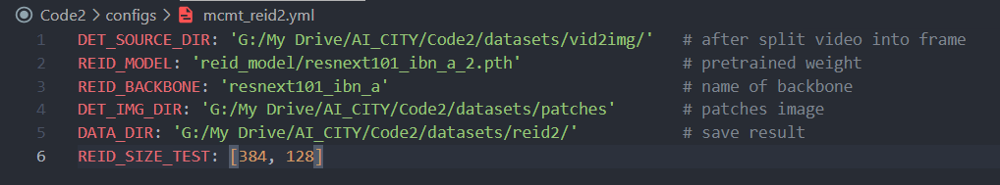 Code2 > configs > mcmt_reid2.yml
1 DET_SOURCE_DIR: 'G:/My Drive/AI_CITY/Code2/datasets/vid2img/' # after split video into frame
2 REID_MODEL: 'reid_model/resnext101_ibn_a_2.pth' # pretrained weight
3 REID_BACKBONE: 'resnext101_ibn_a' # name of backbone
4 DET_IMG_DIR: 'G:/My Drive/AI_CITY/Code2/datasets/patches' # patches image
5 DATA_DIR: 'G:/My Drive/AI_CITY/Code2/datasets/reid2/' # save result
6 REID_SIZE_TEST: [384, 128]